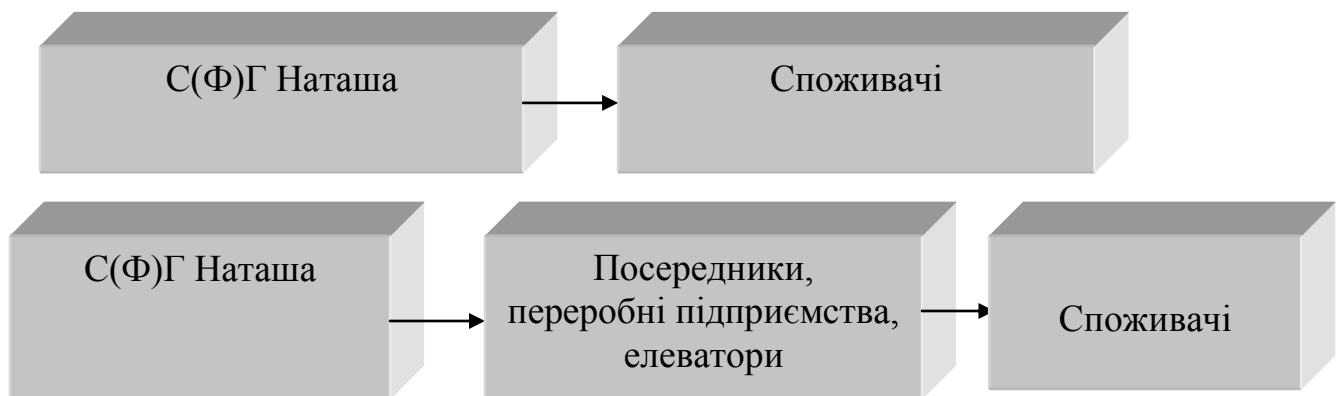 С(Ф)Г Наташа
Споживачі
С(Ф)Г Наташа
Посередники,
переробні підприємства,
елеватори
Споживачі